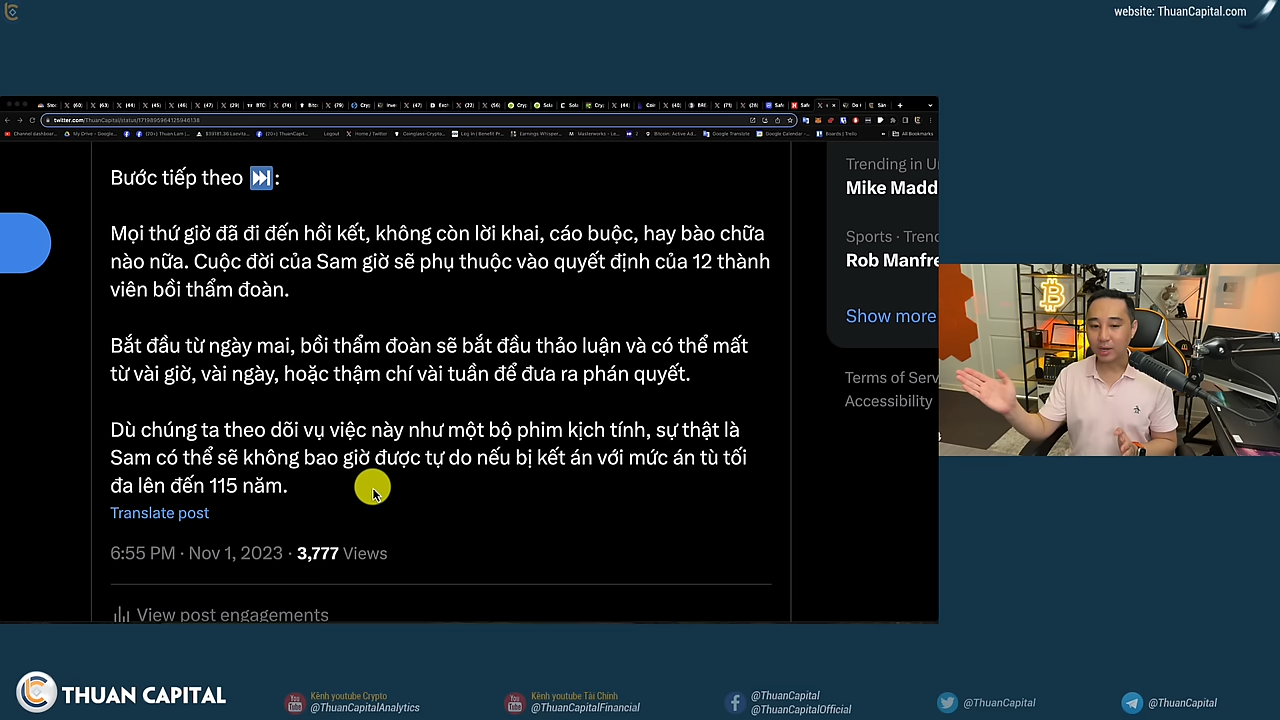 website: ThuanCapital.com
twitter.com/ThuanCapital/status/1719895964125946138
Bước tiếp theo ⏭:
Mọi thứ giờ đã đi đến hồi kết, không còn lời khai, cáo buộc, hay bào chữa
nào nữa. Cuộc đời của Sam giờ sẽ phụ thuộc vào quyết định của 12 thành
viên bồi thẩm đoàn.
Bắt đầu từ ngày mai, bồi thẩm đoàn sẽ bắt đầu thảo luận và có thể mất
từ vài giờ, vài ngày, hoặc thậm chí vài tuần để đưa ra phán quyết.
Dù chúng ta theo dõi vụ việc này như một bộ phim kịch tính, sự thật là
Sam có thể sẽ không bao giờ được tự do nếu bị kết án với mức án tù tối
đa lên đến 115 năm.
Translate post
6:55 PM · Nov 1, 2023 · 3,777 Views
View post engagements
Trending in U
Mike Madd
Sports · Trend
Rob Manfre
Show more
Terms of Serv
Accessibility
THUAN CAPITAL
Kênh youtube Crypto
@ThuanCapitalAnalytics
Kênh youtube Tài Chính
@ThuanCapitalFinancial
@ThuanCapital
@ThuanCapitalOfficial
@ThuanCapital
@ThuanCapital